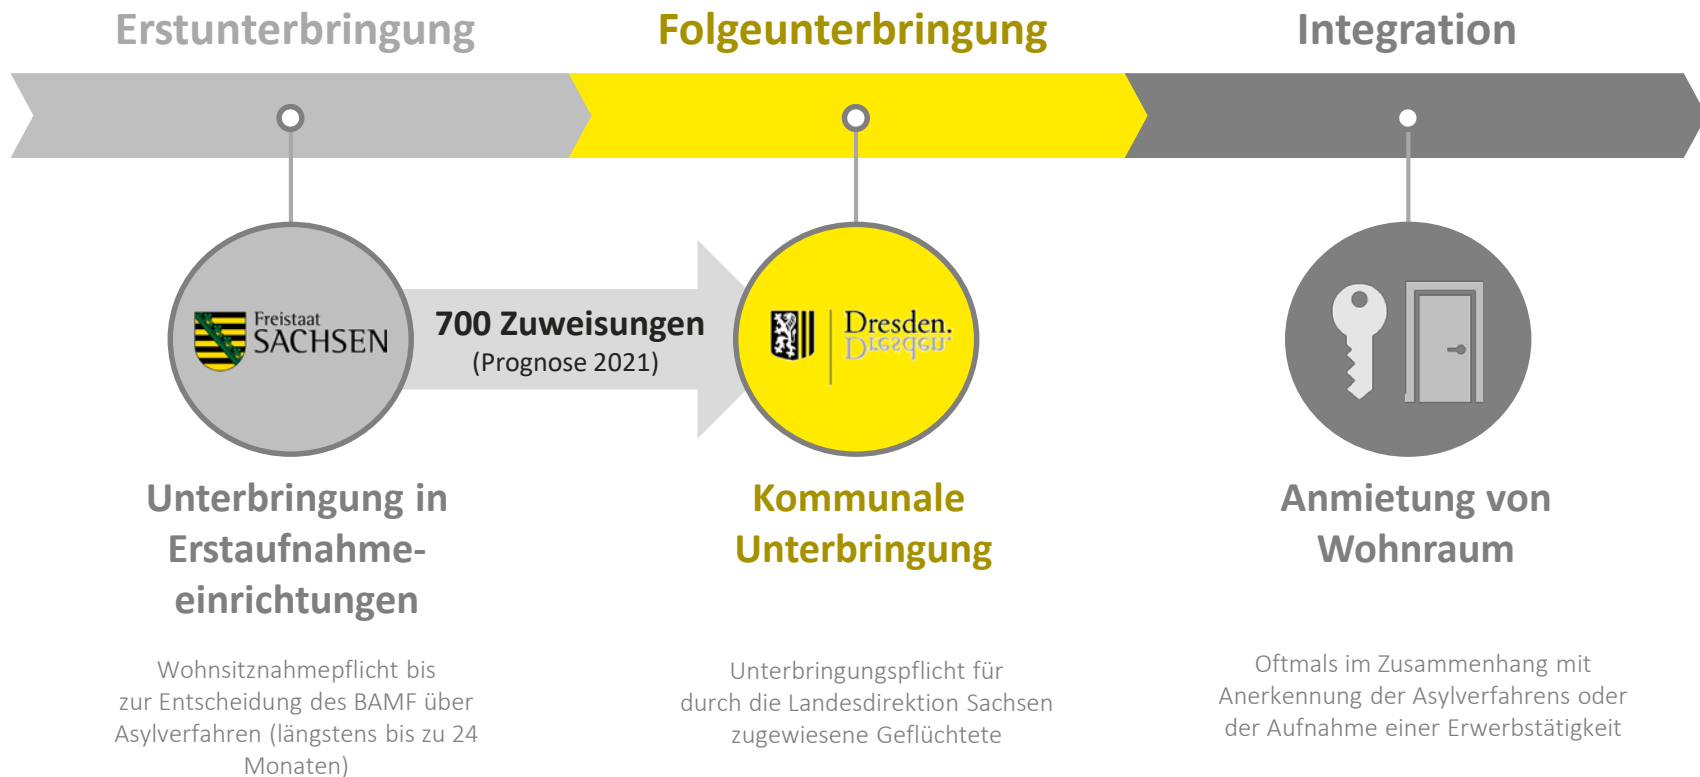 Erstunterbringung
Folgeunterbringung
Integration
Freistaat
SACHSEN
700 Zuweisungen
(Prognose 2021)
Dresden.
Dresden.
Unterbringung in
Erstaufnahme-
einrichtungen
Kommunale
Unterbringung
Anmietung von
Wohnraum
Wohnsitznahmepflicht bis
zur Entscheidung des BAMF über
Asylverfahren (längstens bis zu 24
Monaten)
Unterbringungspflicht für
durch die Landesdirektion Sachsen
zugewiesene Geflüchtete
Oftmals im Zusammenhang mit
Anerkennung der Asylverfahrens oder
der Aufnahme einer Erwerbstätigkeit